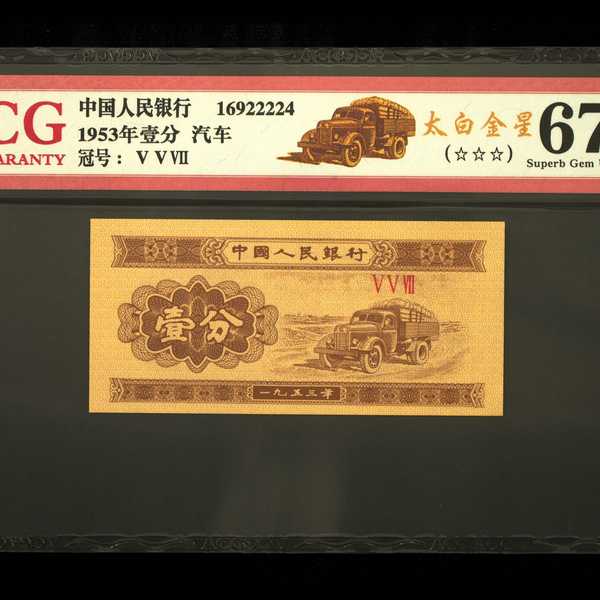 CG
ARANTY
中国人民银行 16922224
1953年壹分 汽车
冠号: V V VII
太白金星
(☆☆☆)
67
Superb Gem
中國人民銀行
V V VII
壹分
一九五三年